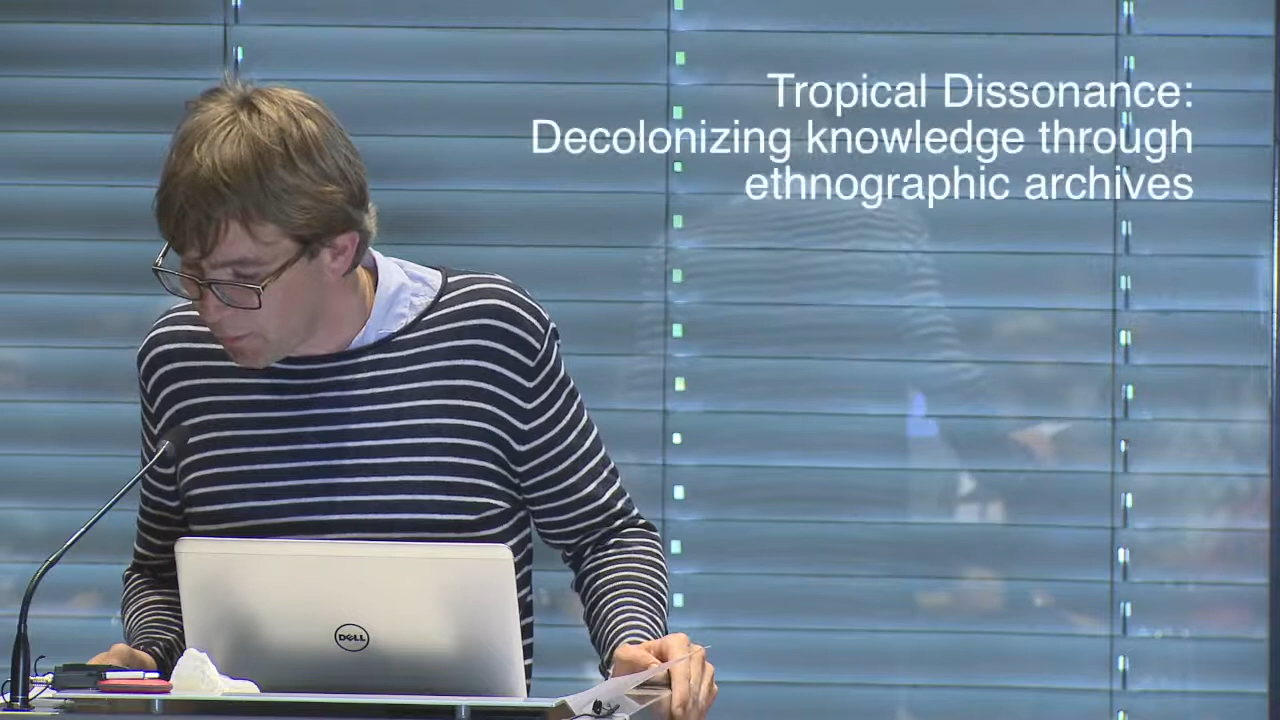 Tropical Dissonance:
Decolonizing knowledge through
ethnographic archives
DELL